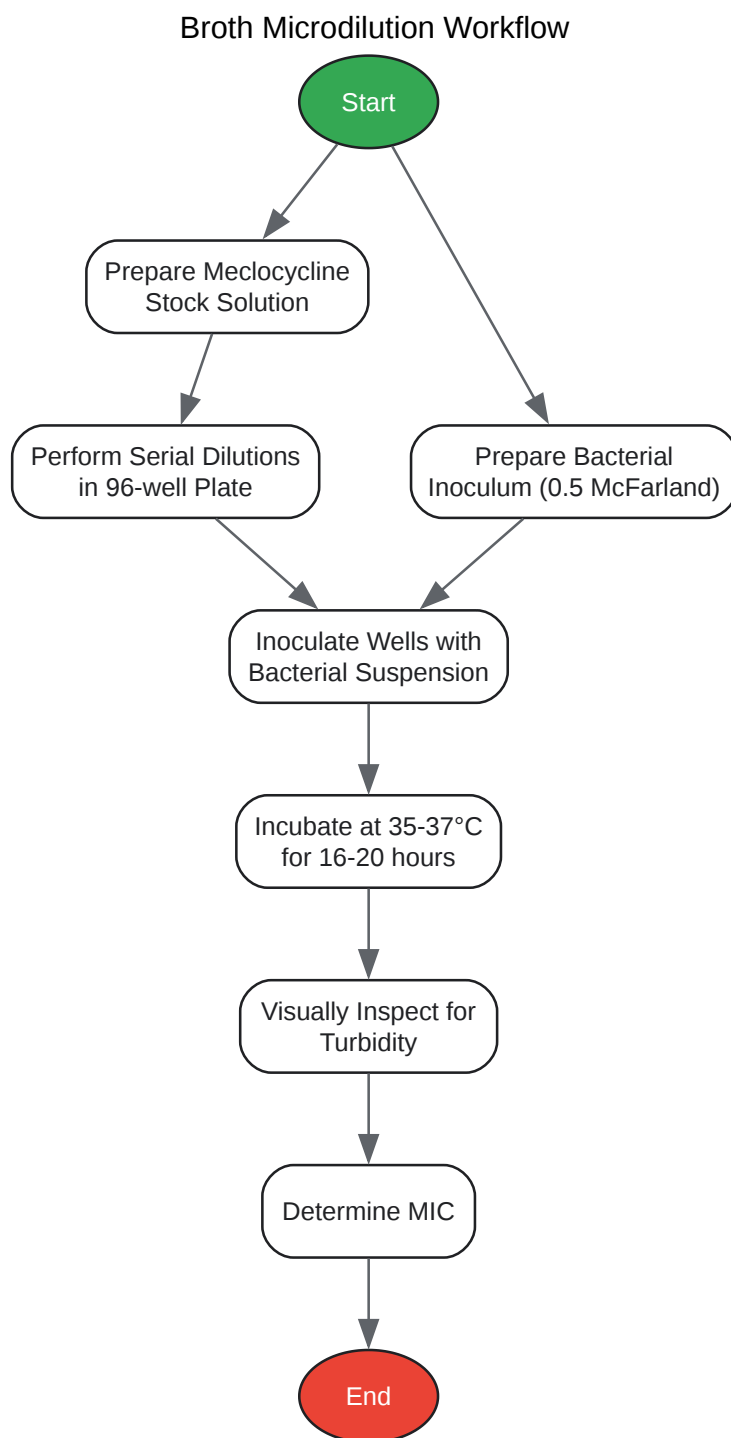 Broth Microdilution Workflow
Start
Prepare Meclocycline
Stock Solution
Perform Serial Dilutions
in 96-well Plate
Prepare Bacterial
Inoculum (0.5 McFarland)
Inoculate Wells with
Bacterial Suspension
Incubate at 35-37°C
for 16-20 hours
Visually Inspect for
Turbidity
Determine MIC
End